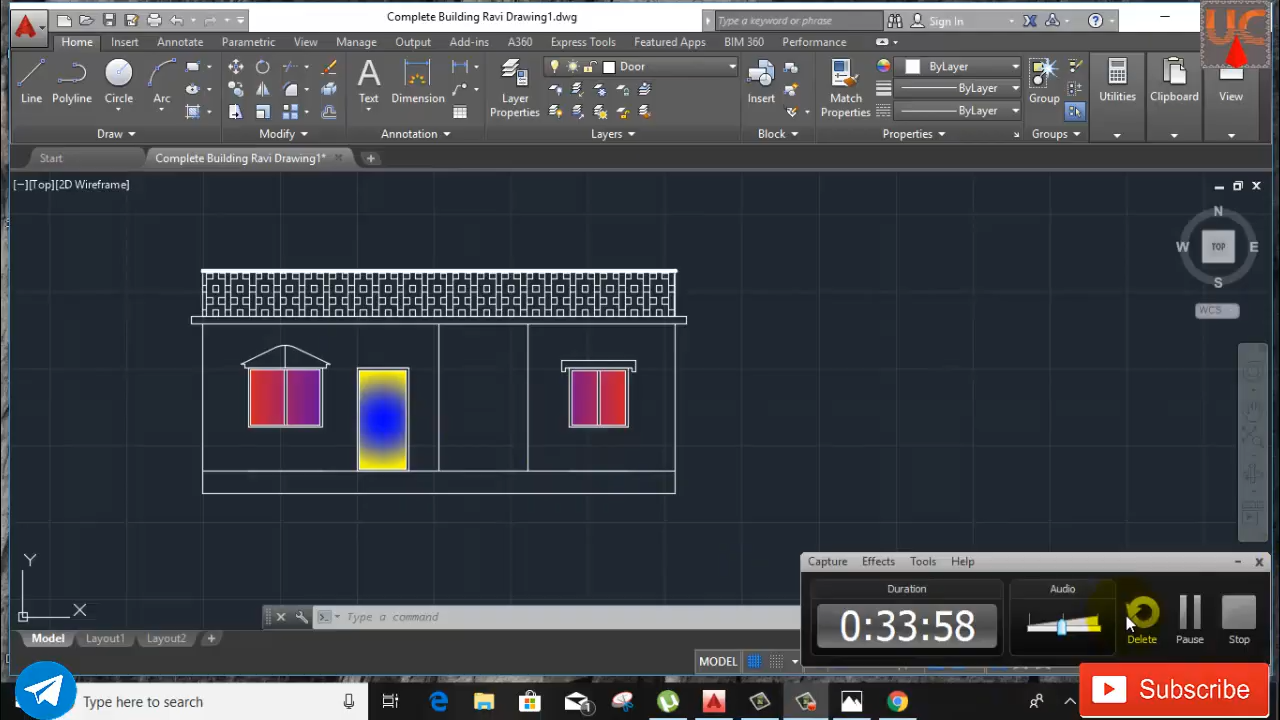 Complete Building Ravi Drawing1.dwg
Type a keyword or phrase
Sign In
UC
Home Insert Annotate Parametric View Manage Output Add-ins A360 Express Tools Featured Apps BIM 360 Performance
Door
ByLayer
ByLayer
ByLayer
Line Polyline Circle Arc
Text Dimension
Layer Properties
Insert
Match Properties
Group
Utilities
Clipboard
View
Draw Modify Annotation Layers Block Properties Groups
Start
Complete Building Ravi Drawing1*
[−][Top][2D Wireframe]
N
W TOP E
S
WCS
Y
X
Type a command
Model Layout1 Layout2
Capture Effects Tools Help
Duration
Audio
0:33:58
Delete Pause Stop
MODEL
Type here to search
1
Subscribe